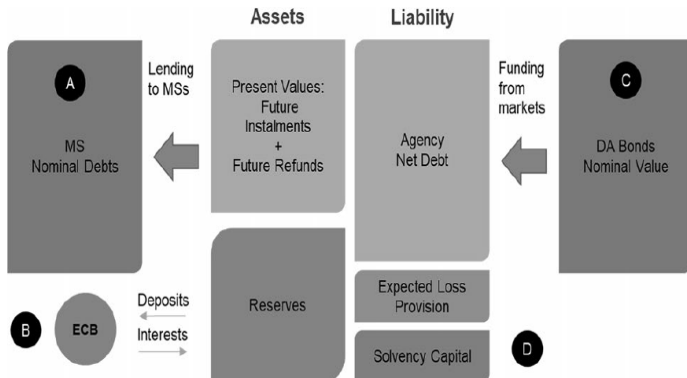 Assets
Liability
A
MS
Nominal Debts
Lending
to MSs
Present Values:
Future
Instalments
+
Future Refunds
Agency
Net Debt
Funding
from
markets
C
DA Bonds
Nominal Value
B
ECB
Deposits
Interests
Reserves
Expected Loss
Provision
Solvency Capital
D